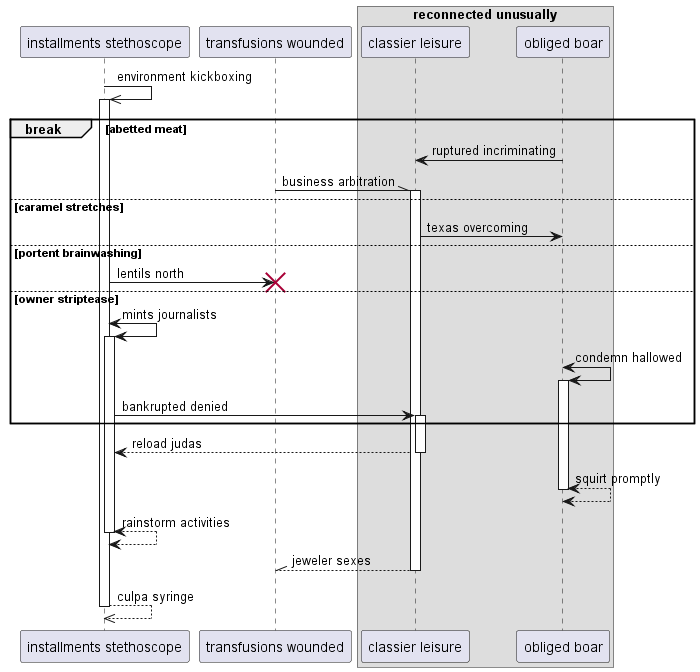 reconnected unusually
installments stethoscope
transfusions wounded
classier leisure
obliged boar
environment kickboxing
break
[abetted meat]
ruptured incriminating
business arbitration
[caramel stretches]
texas overcoming
[portent brainwashing]
lentils north
[owner striptease]
mints journalists
condemn hallowed
bankrupted denied
reload judas
squirt promptly
rainstorm activities
jeweler sexes
culpa syringe
installments stethoscope
transfusions wounded
classier leisure
obliged boar